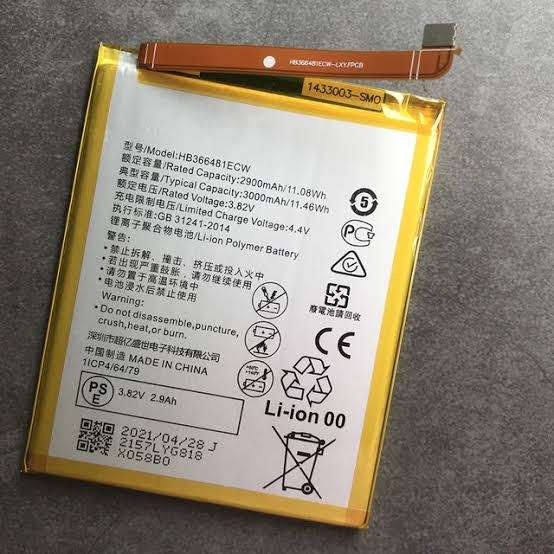 HB366481ECW-LXY.FPCB
1433003-SM0
型号/Model:HB366481ECW
额定容量/Rated Capacity:2900mAh/11.08Wh
典型容量/Typical Capacity:3000mAh/11.46Wh
额定电压/Rated Voltage:3.82V
充电限制电压/Limited Charge Voltage:4.4V
执行标准/Standard:GB 31241-2014
锂离子聚合物电池/Li-ion Polymer Battery
警告:
•禁止拆解、撞击、挤压或投入火中
•若出现严重鼓胀,请勿继续使用
•请勿置于高温环境中
•电池浸水后禁止使用
Warning:
•Do not disassemble,puncture,
crush,heat,or burn.
深圳市超亿盛世电子科技有限公司
中国制造 MADE IN CHINA
1ICP4/64/79
PS
E
3.82V 2.9Ah
2021/04/28 J
2157LYG818
X058B0
5
PC
廢電池請回收
CE
Li-ion 00